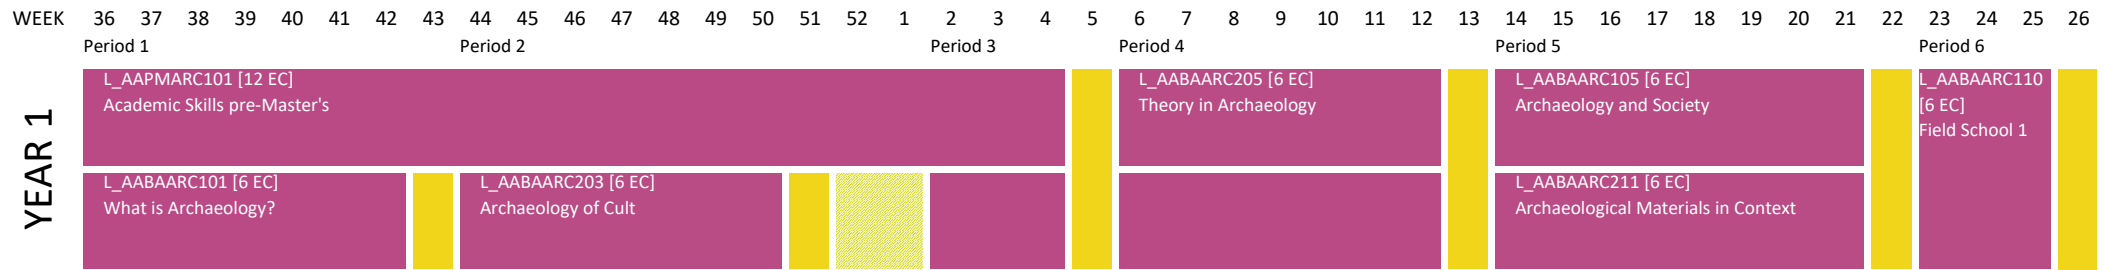 WEEK 36 37 38 39 40 41 42 43 44 45 46 47 48 49 50 51 52 1 2 3 4 5 6 7 8 9 10 11 12 13 14 15 16 17 18 19 20 21 22 23 24 25 26
Period 1 Period 2 Period 3 Period 4 Period 5 Period 6
YEAR 1
L_AAPMARC101 [12 EC]
Academic Skills pre-Master's
L_AABAARC205 [6 EC]
Theory in Archaeology
L_AABAARC105 [6 EC]
Archaeology and Society
L_AABAARC110
[6 EC]
Field School 1
L_AABAARC101 [6 EC]
What is Archaeology?
L_AABAARC203 [6 EC]
Archaeology of Cult
L_AABAARC211 [6 EC]
Archaeological Materials in Context